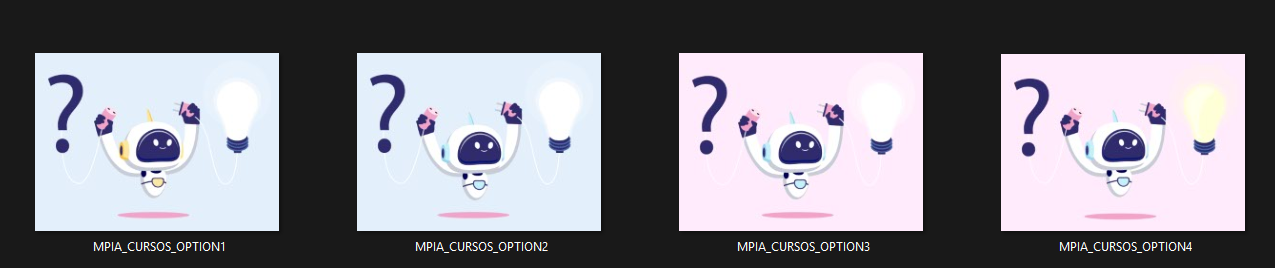 ?
?
?
?
MPIA_CURSOS_OPTION1
MPIA_CURSOS_OPTION2
MPIA_CURSOS_OPTION3
MPIA_CURSOS_OPTION4